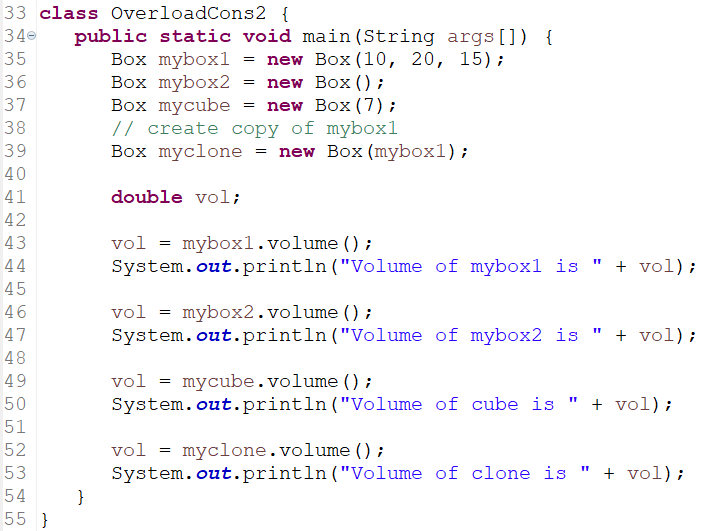 33 class OverloadCons2 {
34 public static void main(String args[]) {
35 Box mybox1 = new Box(10, 20, 15);
36 Box mybox2 = new Box();
37 Box mycube = new Box(7);
38 // create copy of mybox1
39 Box myclone = new Box(mybox1);
40
41 double vol;
42
43 vol = mybox1.volume();
44 System.out.println("Volume of mybox1 is " + vol);
45
46 vol = mybox2.volume();
47 System.out.println("Volume of mybox2 is " + vol);
48
49 vol = mycube.volume();
50 System.out.println("Volume of cube is " + vol);
51
52 vol = myclone.volume();
53 System.out.println("Volume of clone is " + vol);
54 }
55 }